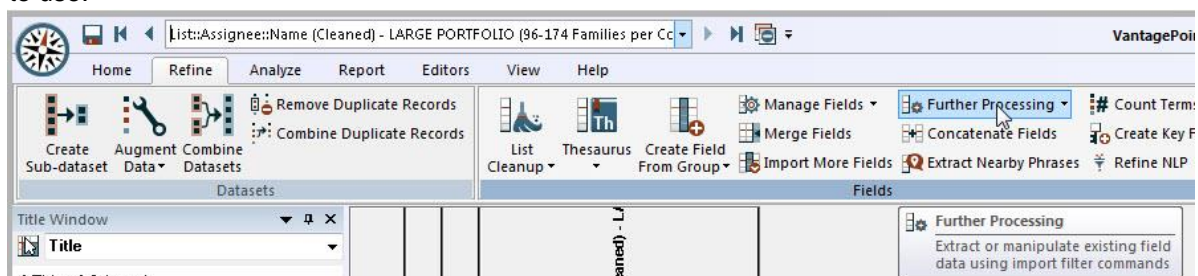 List::Assignee::Name (Cleaned) - LARGE PORTFOLIO (96-174 Families per Cc
VantagePoi
Home Refine Analyze Report Editors View Help
Remove Duplicate Records
Combine Duplicate Records
Create Sub-dataset
Augment Data
Combine Datasets
Datasets
List Cleanup
Thesaurus
Create Field From Group
Manage Fields
Merge Fields
Import More Fields
Further Processing
Concatenate Fields
Extract Nearby Phrases
# Count Term
Create Key F
Refine NLP
Fields
Title Window
Title
aned) - L
Further Processing
Extract or manipulate existing field
data using import filter commands